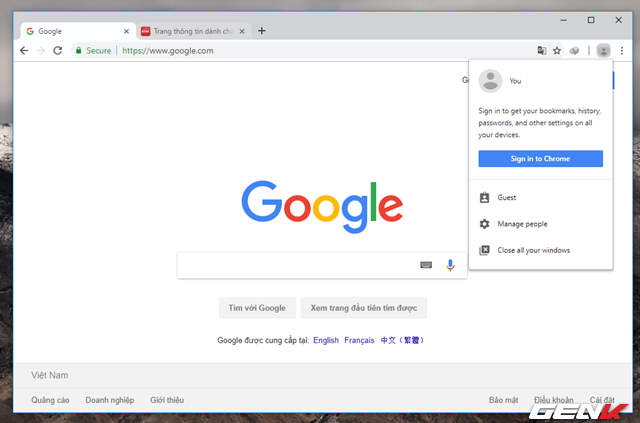 Google
Trang thông tin dành ch
Secure
https://www.google.com
You
Sign in to get your bookmarks, history,
passwords, and other settings on all
your devices.
Sign in to Chrome
Guest
Manage people
Close all your windows
Google
Tìm với Google
Xem trang đầu tiên tìm được
Google được cung cấp tại: English Français 中文（繁體）
Việt Nam
Quảng cáo Doanh nghiệp Giới thiệu
Bảo mật Điều khoản Cài đặt
GENK